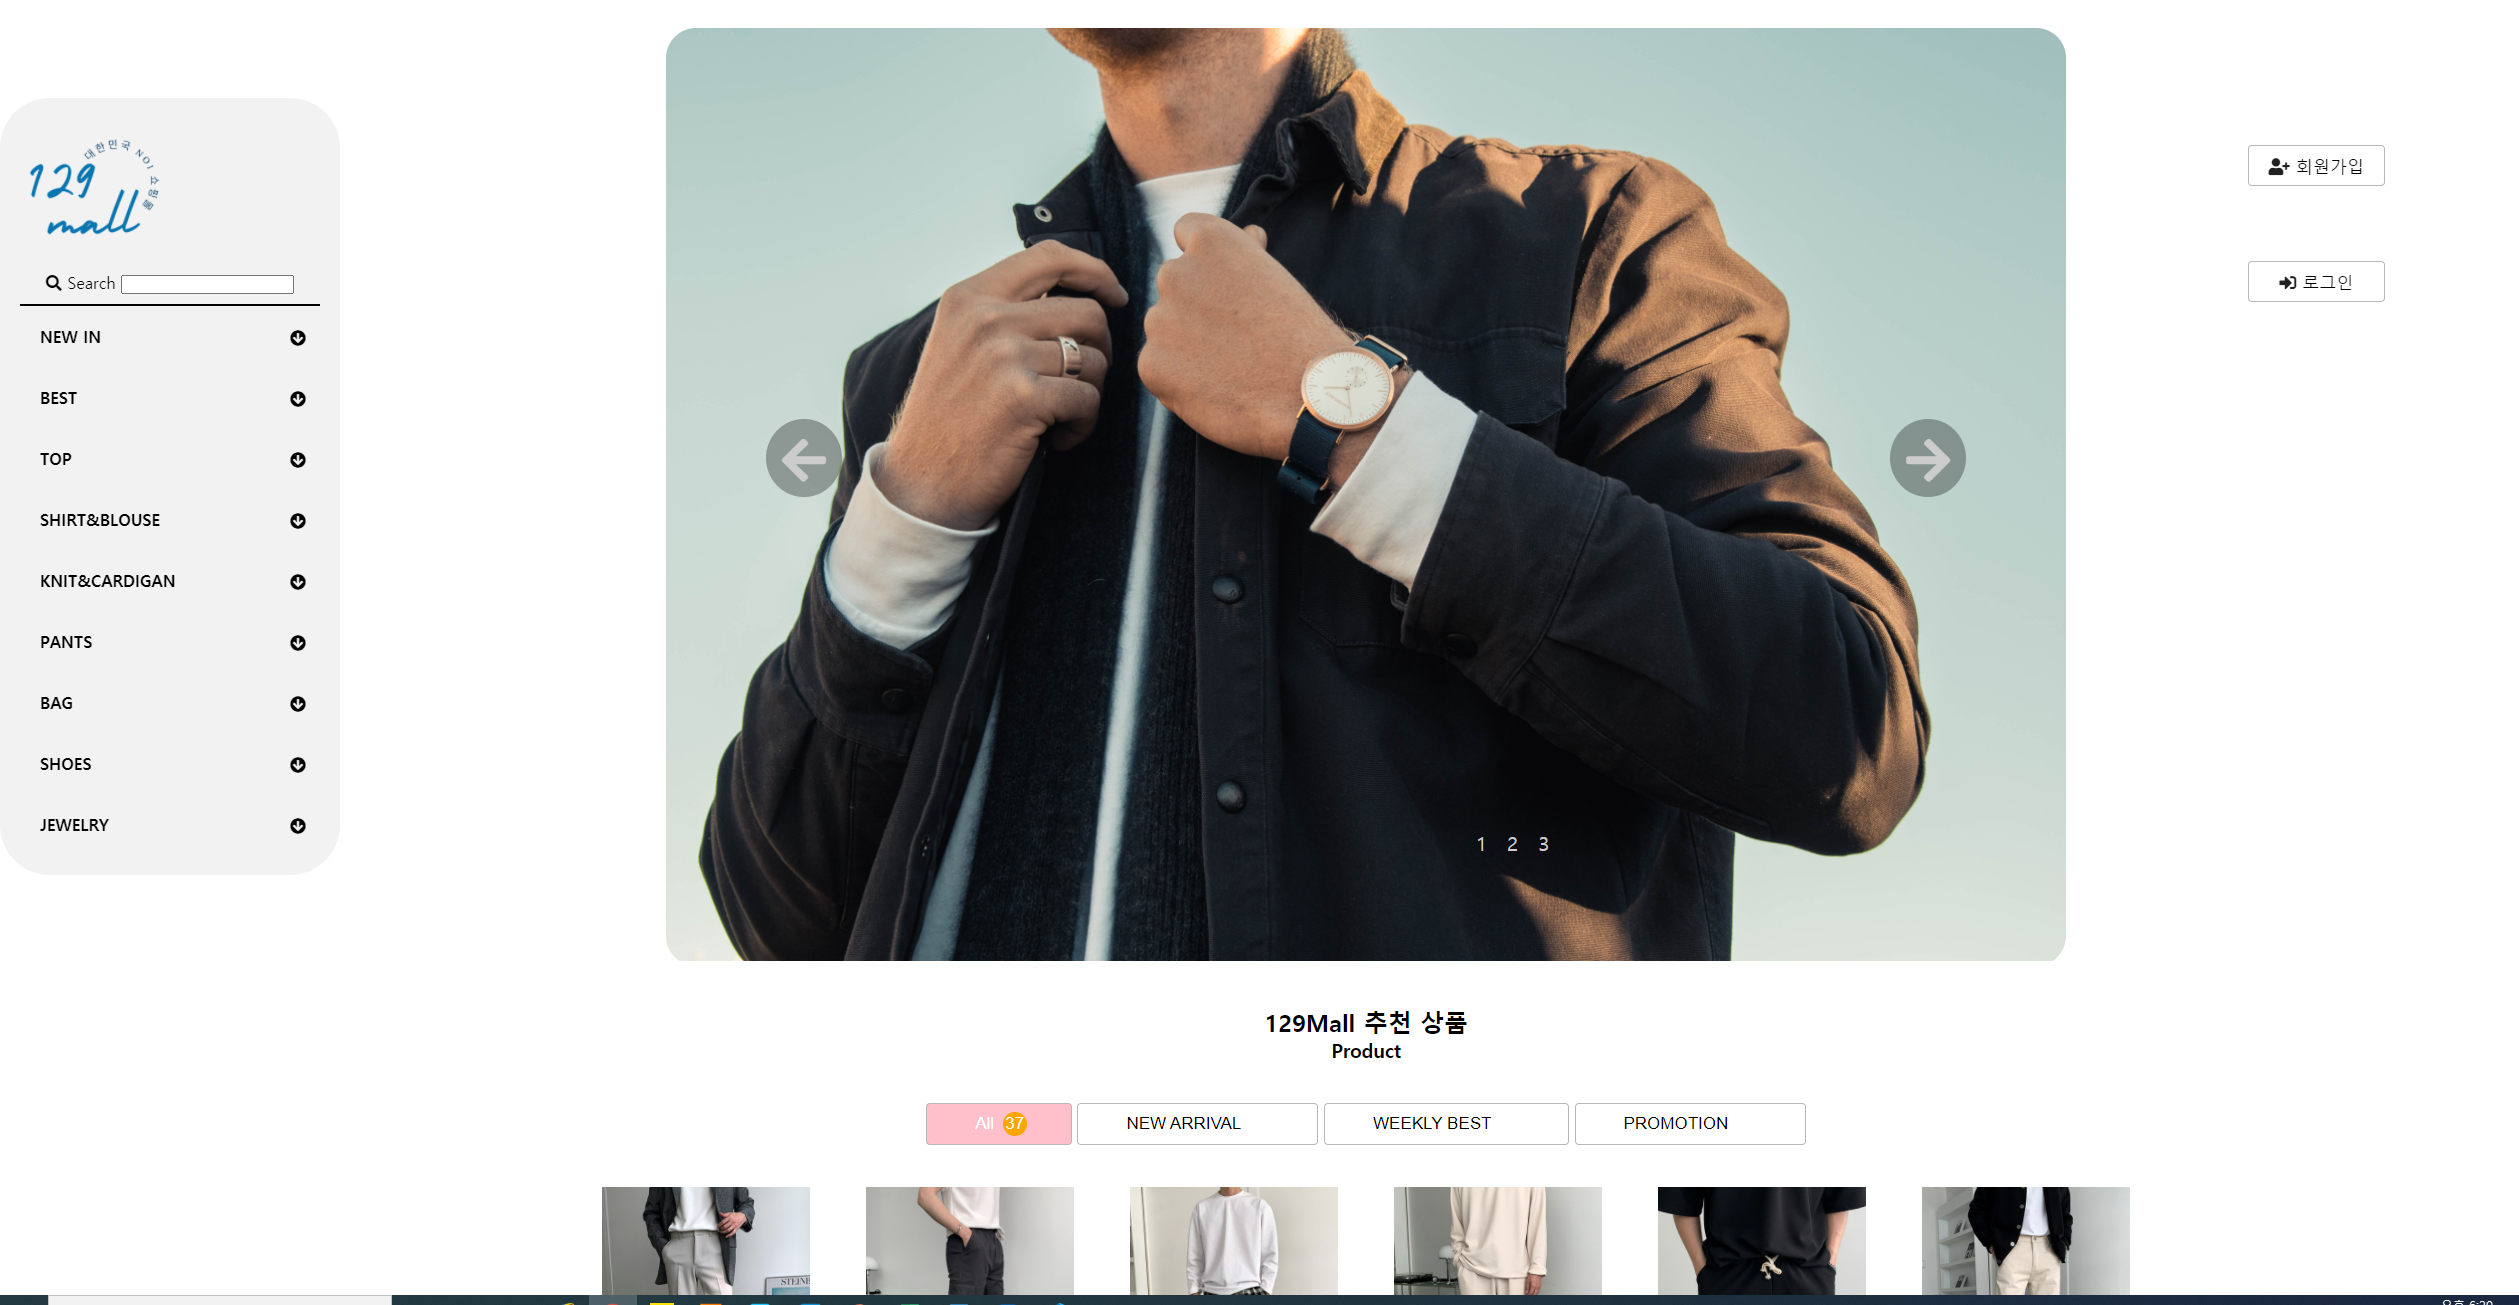 대한민국 NO1 쇼핑몰
129
mall
Search
NEW IN
BEST
TOP
SHIRT&BLOUSE
KNIT&CARDIGAN
PANTS
BAG
SHOES
JEWELRY
회원가입
로그인
1 2 3
129Mall 추천 상품
Product
All 37
NEW ARRIVAL
WEEKLY BEST
PROMOTION